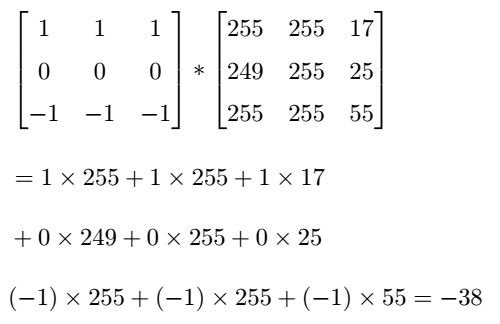 [1 1 1
0 0 0
−1 −1 −1] * [255 255 17
249 255 25
255 255 55]
= 1 × 255 + 1 × 255 + 1 × 17
+ 0 × 249 + 0 × 255 + 0 × 25
(−1) × 255 + (−1) × 255 + (−1) × 55 = −38